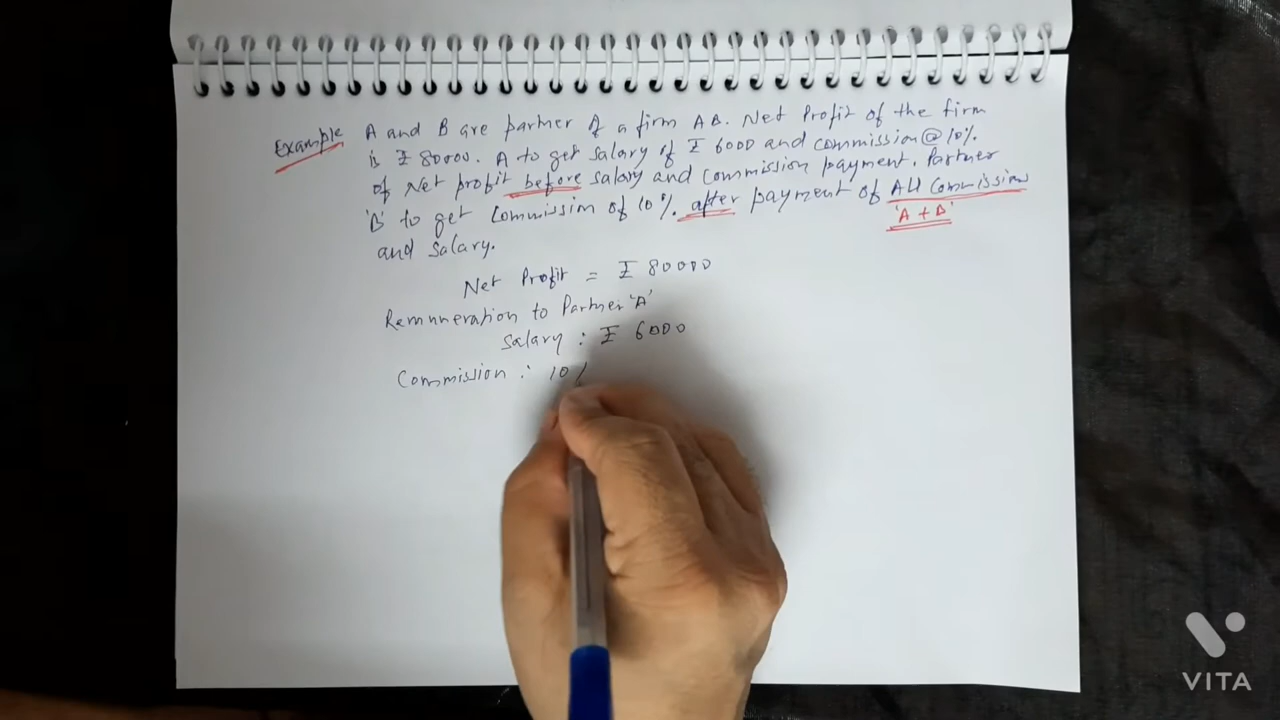 Example A and B are partner of a firm AB. Net Profit of the firm
is ₹ 80000. A to get salary of ₹ 6000 and commission @ 10%
of Net profit before salary and commission payment. Partner
'B' to get Commission of 10% after payment of All Commissions
'A + B'
and salary.
Net Profit = ₹ 80000
Remuneration to Partner 'A'
Salary : ₹ 6000
Commission : 10%
VITA